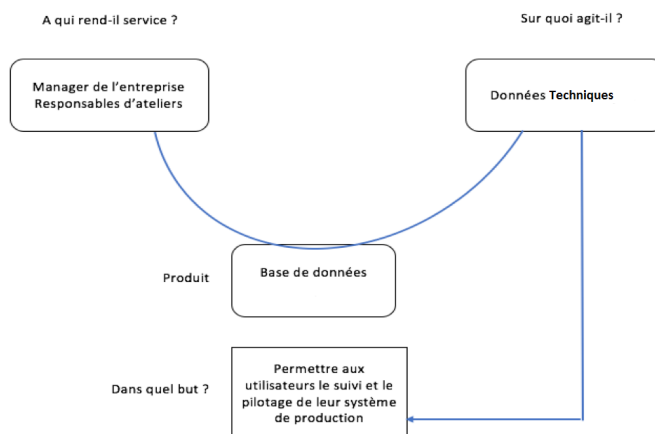 A qui rend-il service ?
Sur quoi agit-il ?
Manager de l'entreprise
Responsables d'ateliers
Données Techniques
Produit
Base de données
Dans quel but ?
Permettre aux
utilisateurs le suivi et le
pilotage de leur système
de production